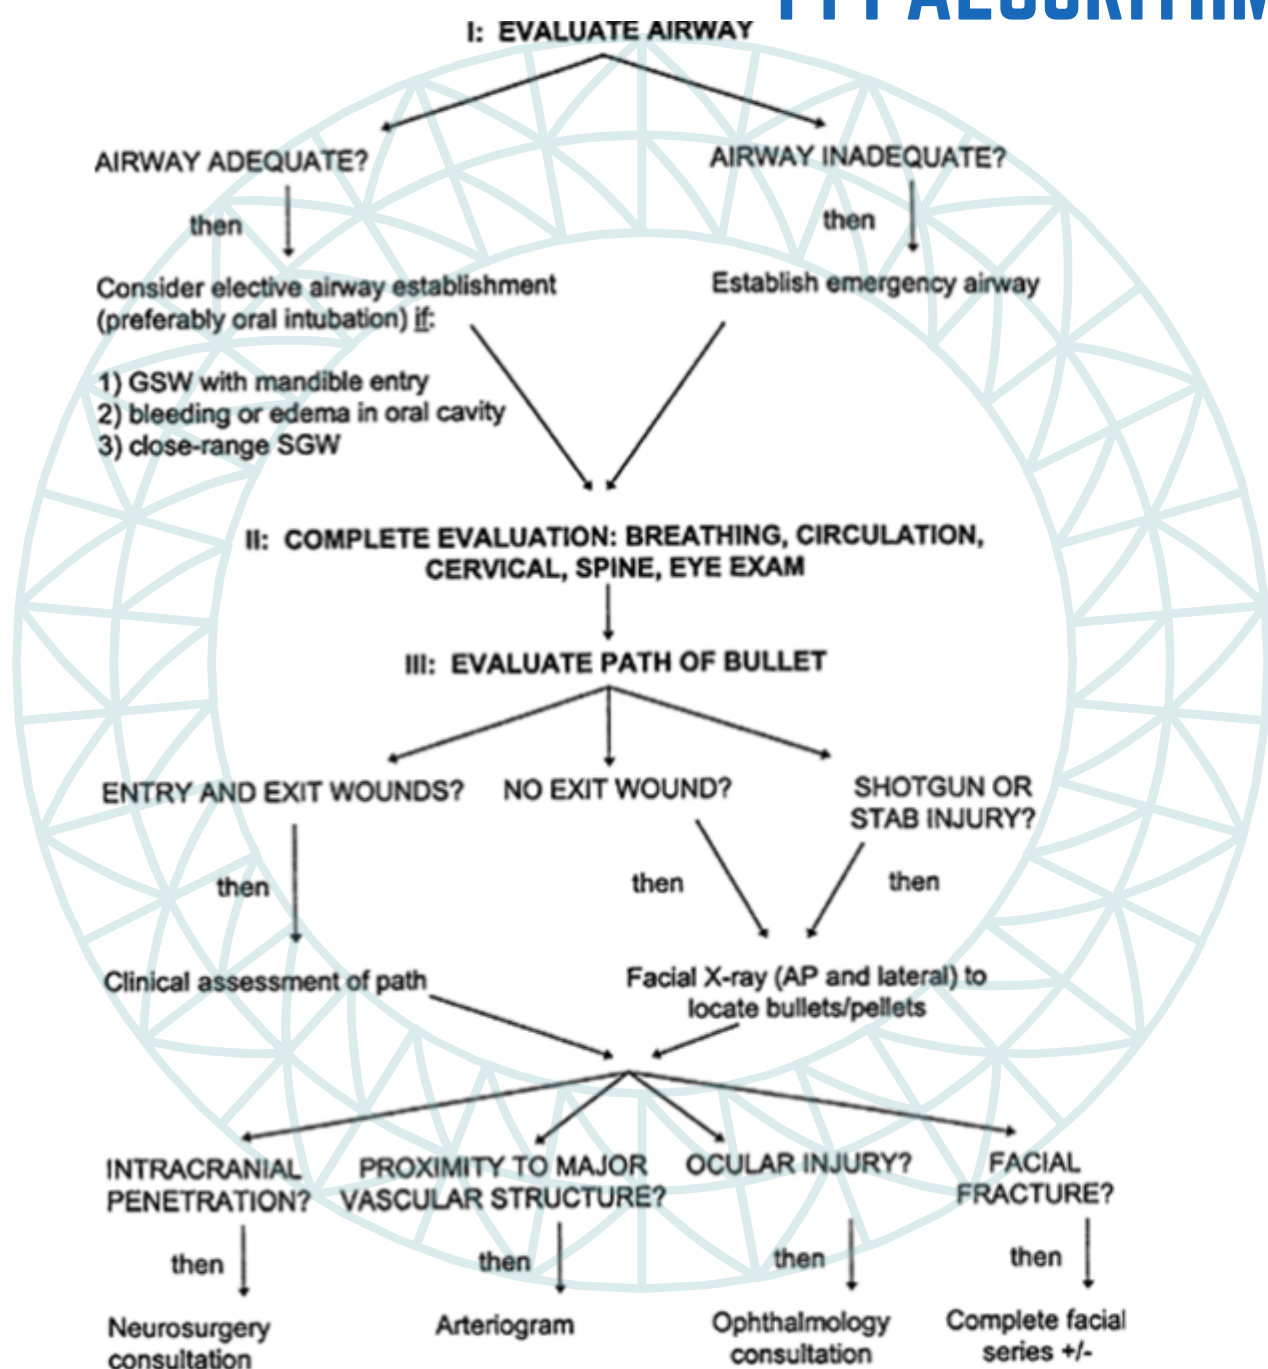 ALGORITHM
I: EVALUATE AIRWAY
AIRWAY ADEQUATE?
AIRWAY INADEQUATE?
then
then
Consider elective airway establishment
(preferably oral intubation) if:
Establish emergency airway
1) GSW with mandible entry
2) bleeding or edema in oral cavity
3) close-range SGW
II: COMPLETE EVALUATION: BREATHING, CIRCULATION,
CERVICAL, SPINE, EYE EXAM
III: EVALUATE PATH OF BULLET
ENTRY AND EXIT WOUNDS?
NO EXIT WOUND?
SHOTGUN OR
STAB INJURY?
then
then
then
Clinical assessment of path
Facial X-ray (AP and lateral) to
locate bullets/pellets
INTRACRANIAL
PENETRATION?
PROXIMITY TO MAJOR
VASCULAR STRUCTURE?
OCULAR INJURY?
FACIAL
FRACTURE?
then
then
then
then
Neurosurgery
consultation
Arteriogram
Ophthalmology
consultation
Complete facial
series +/-